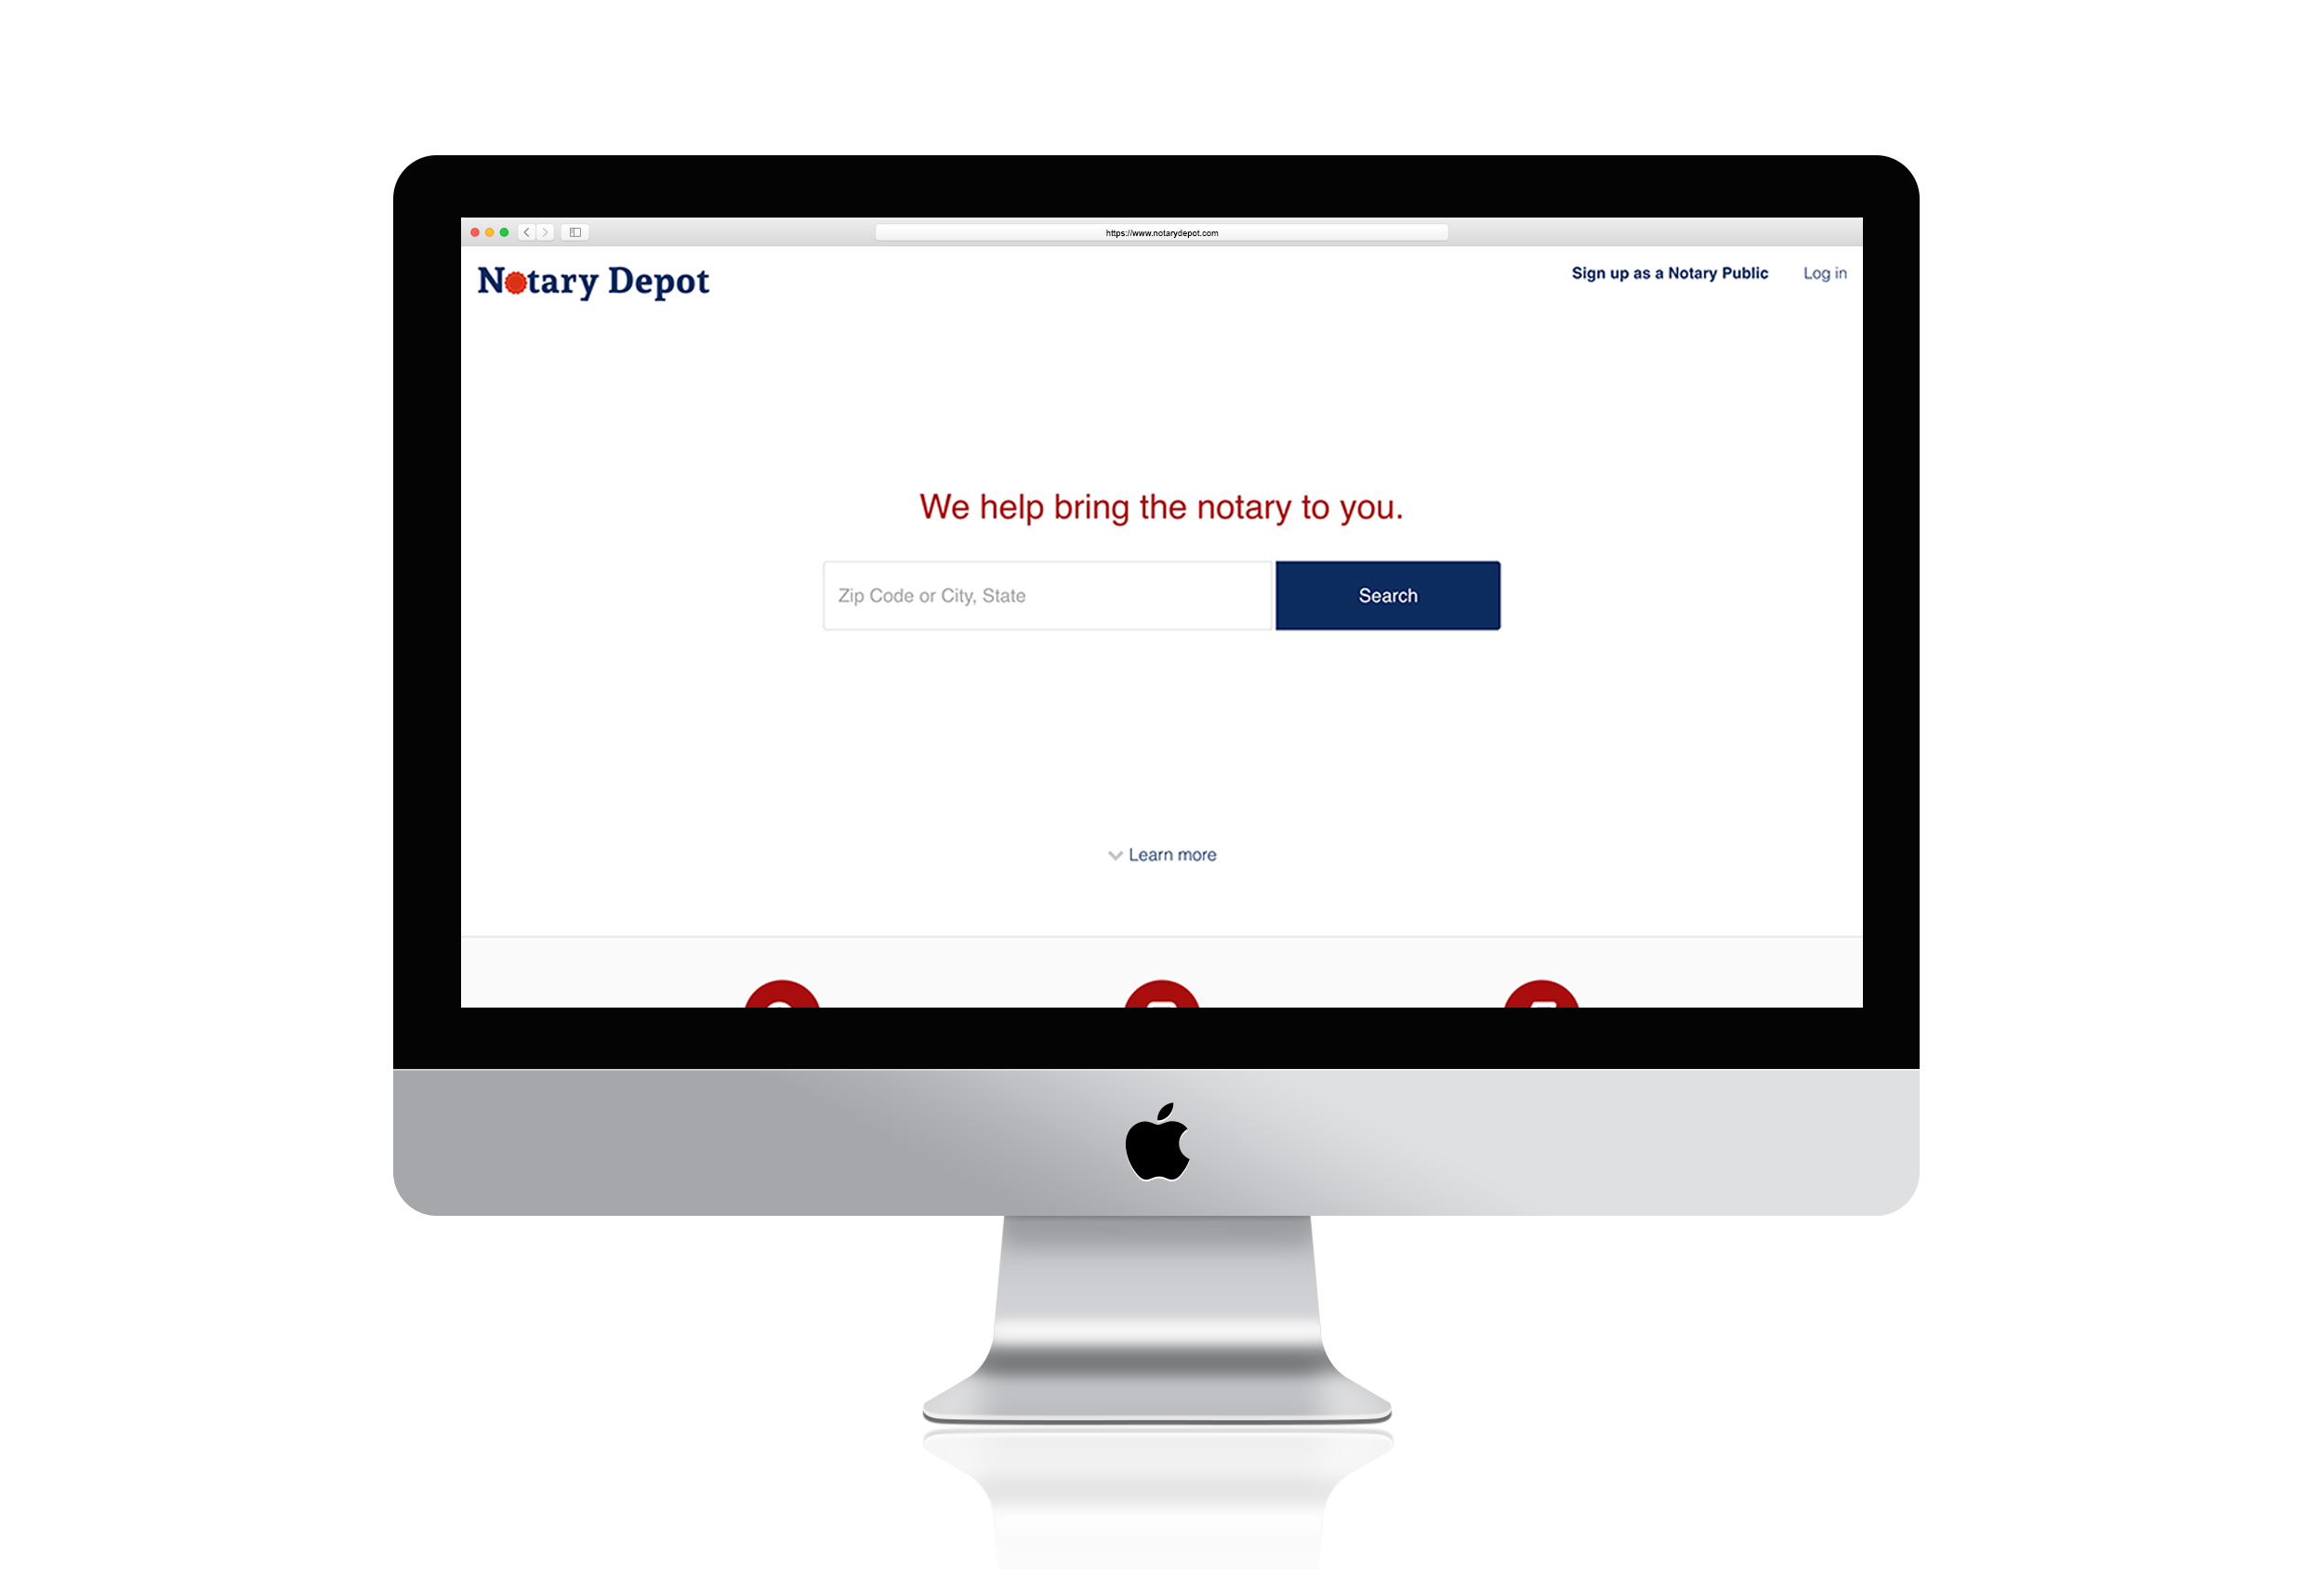 https://www.notarydepot.com
Notary Depot
Sign up as a Notary Public
Log in
We help bring the notary to you.
Zip Code or City, State
Search
Learn more